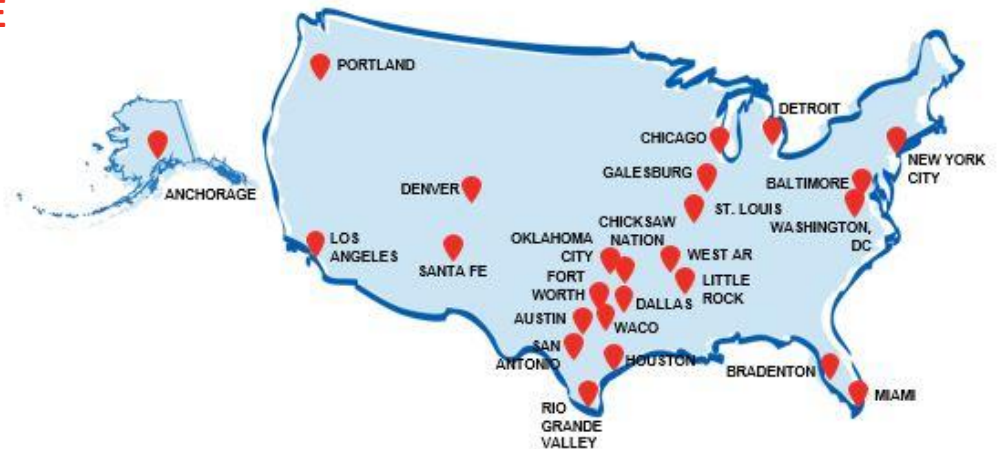 E
PORTLAND
DETROIT
CHICAGO
NEW YORK
CITY
GALESBURG
BALTIMORE
ANCHORAGE
DENVER
ST. LOUIS
WASHINGTON,
DC
CHICKSAW
NATION
OKLAHOMA
CITY
LOS
ANGELES
SANTA FE
WEST AR
FORT
WORTH
LITTLE
ROCK
DALLAS
AUSTIN
WACO
SAN
ANTONIO
HOUSTON
BRADENTON
MIAMI
RIO
GRANDE
VALLEY